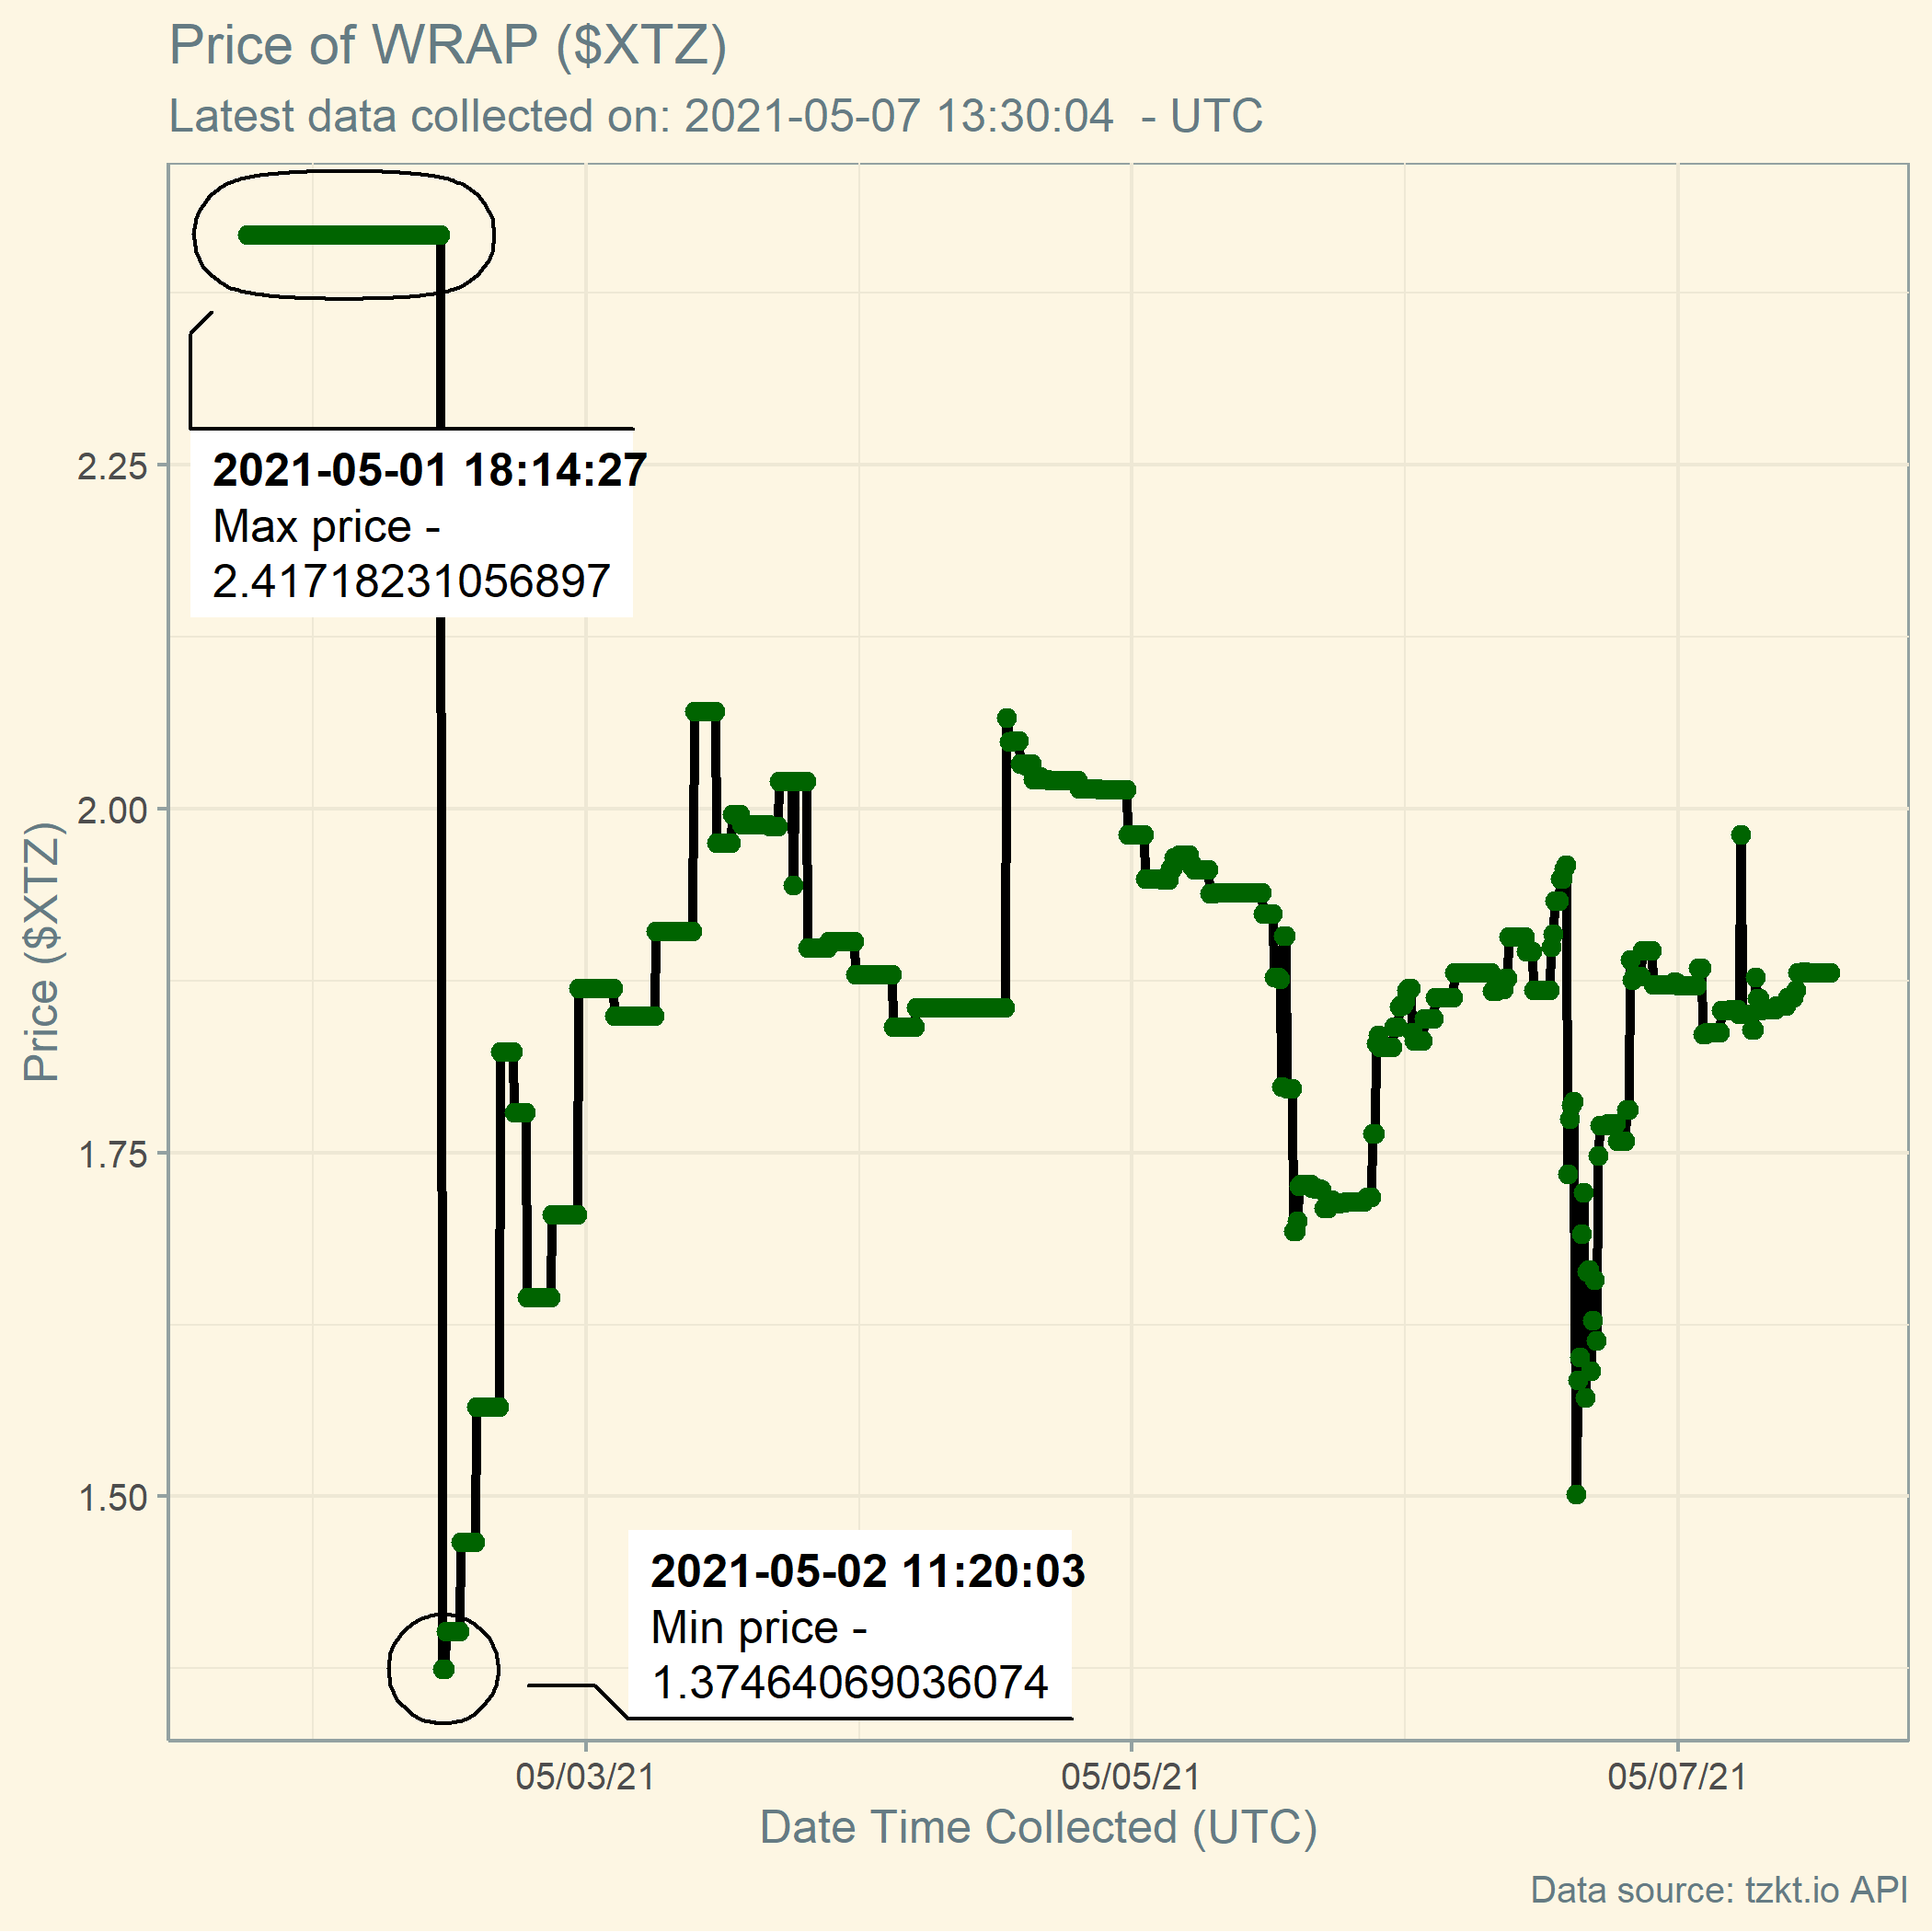 Price of WRAP ($XTZ)
Latest data collected on: 2021-05-07 13:30:04  - UTC
2021-05-01 18:14:27
Max price -
2.41718231056897
2.25
2.00
1.75
1.50
Price ($XTZ)
2021-05-02 11:20:03
Min price -
1.37464069036074
05/03/21
05/05/21
05/07/21
Date Time Collected (UTC)
Data source: tzkt.io API